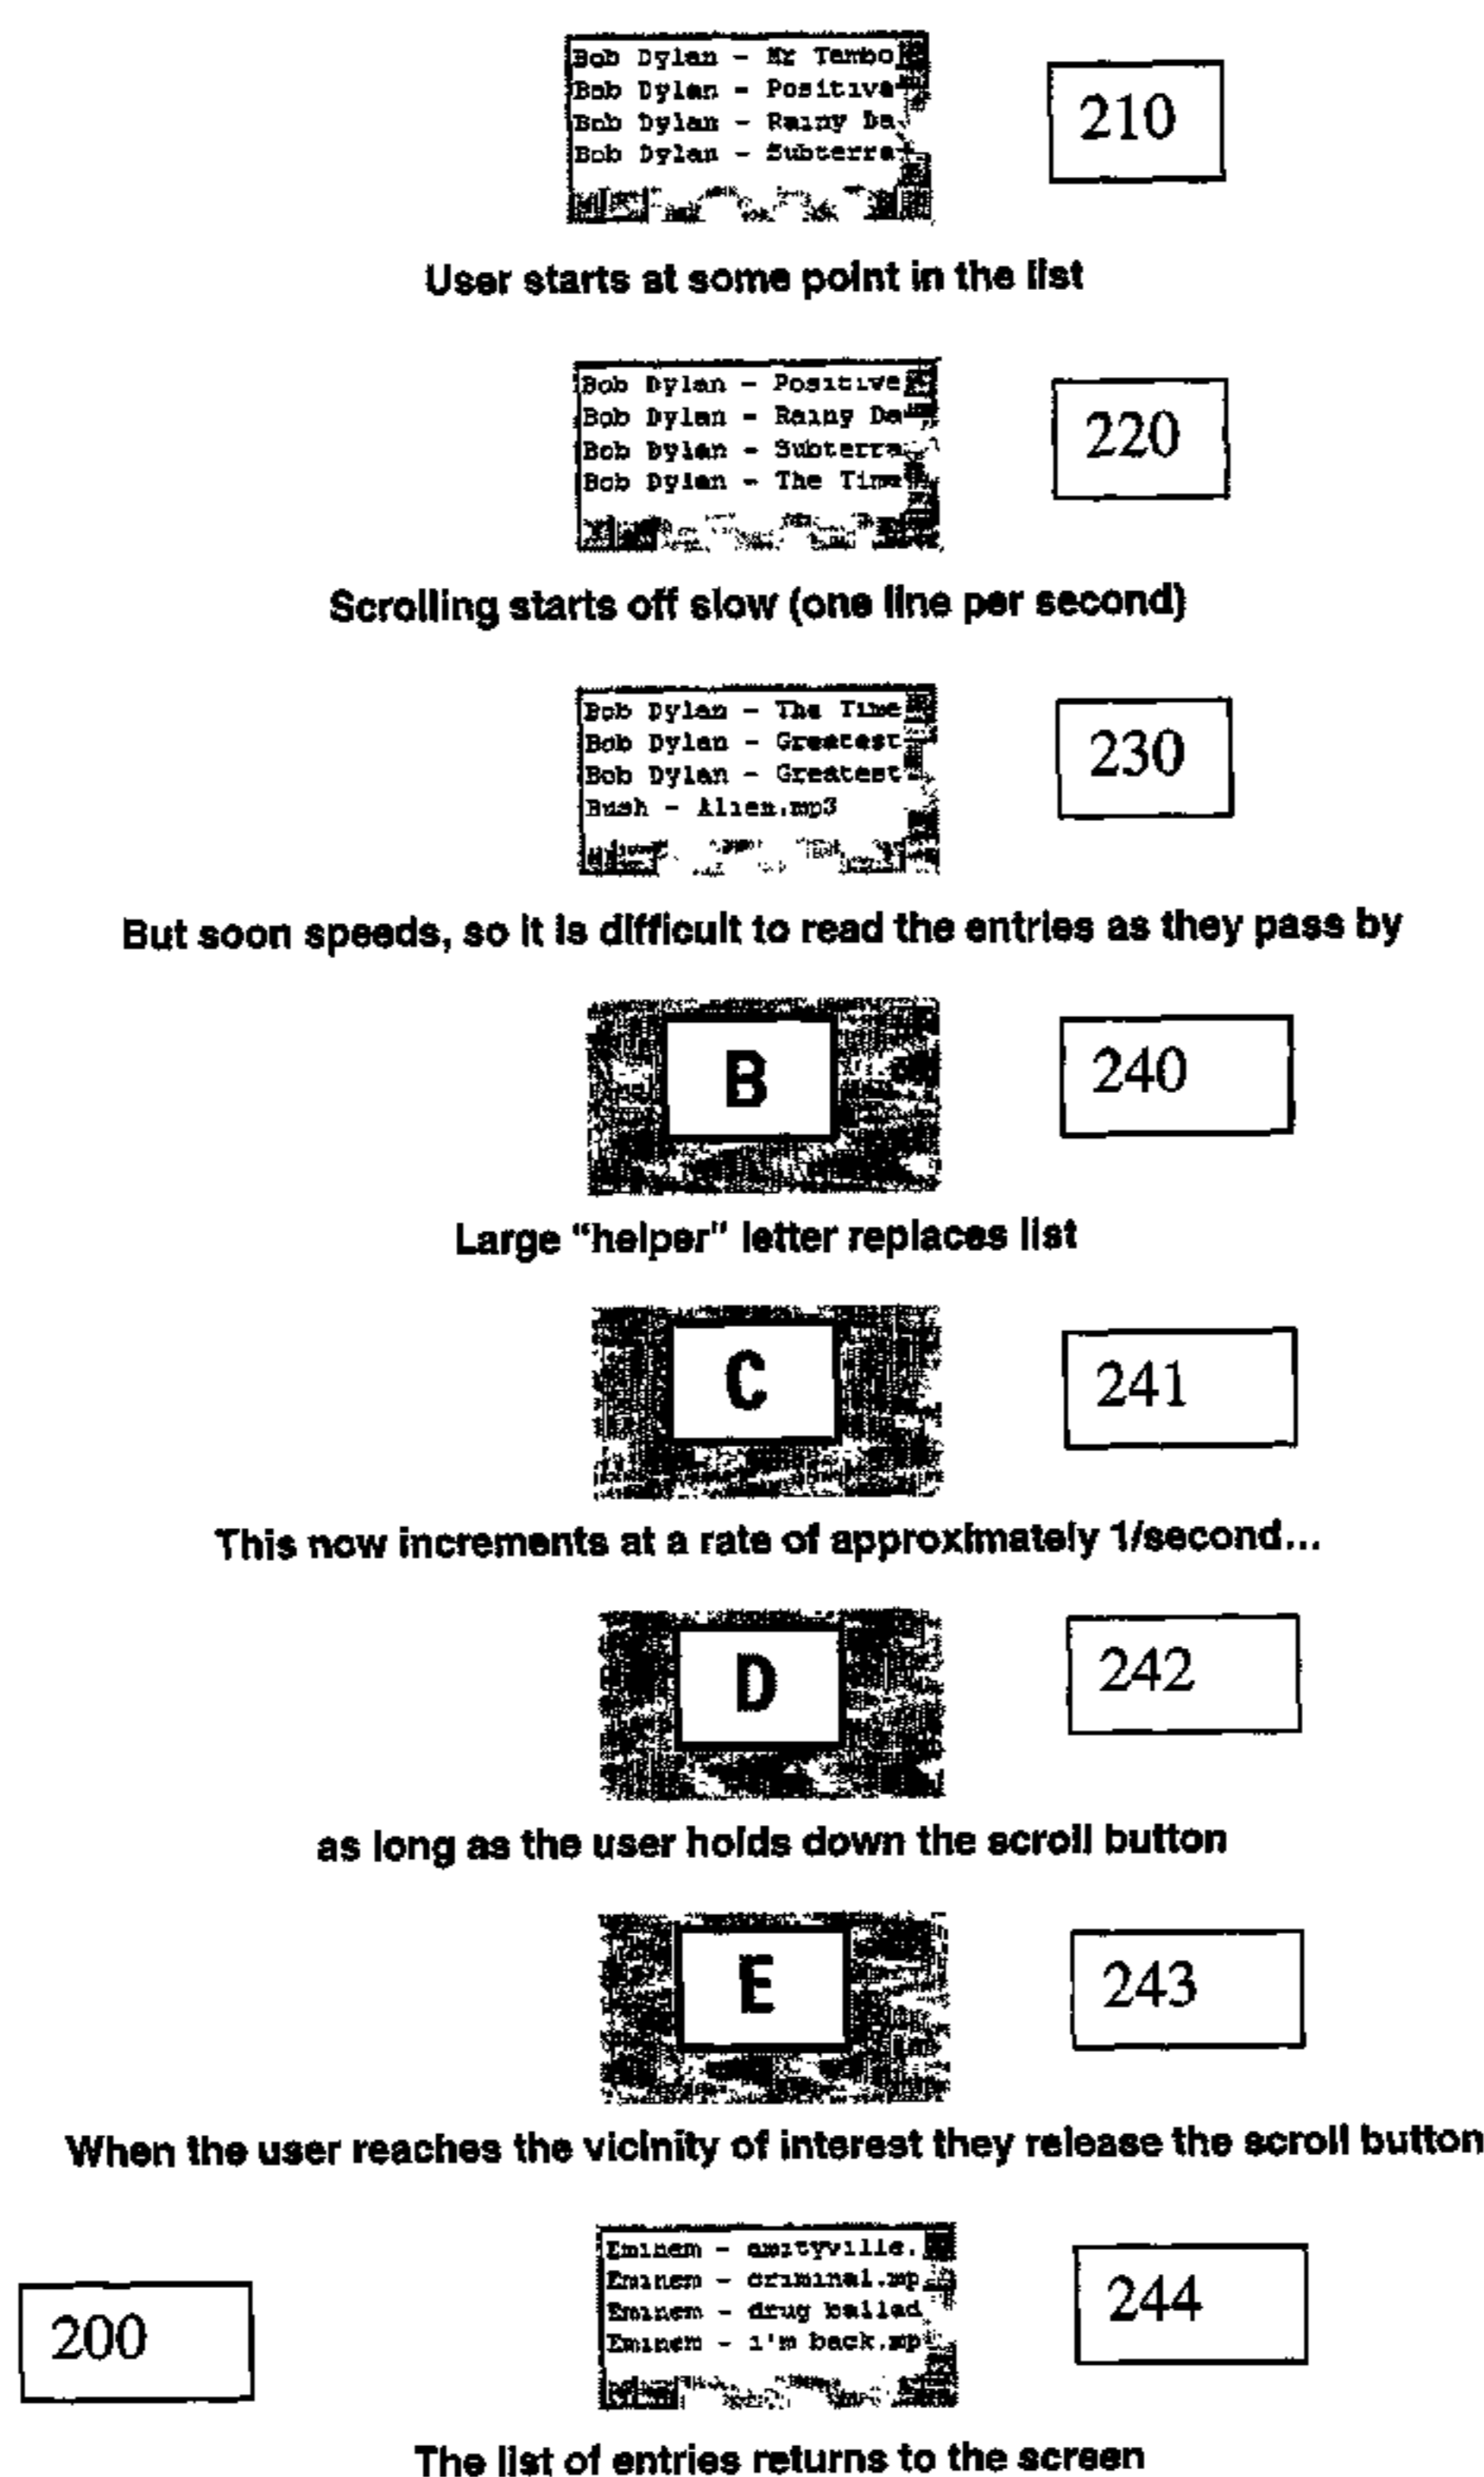 Bob Dylan - Mr Tambo
Bob Dylan - Positive
Bob Dylan - Rainy Da
Bob Dylan - Subterra
210
User starts at some point in the list
Bob Dylan - Positive
Bob Dylan - Rainy Da
Bob Dylan - Subterra
Bob Dylan - The Time
220
Scrolling starts off slow (one line per second)
Bob Dylan - The Time
Bob Dylan - Greatest
Bob Dylan - Greatest
Bush - Alien.mp3
230
But soon speeds, so it is difficult to read the entries as they pass by
B
240
Large "helper" letter replaces list
C
241
This now increments at a rate of approximately 1/second...
D
242
as long as the user holds down the scroll button
E
243
When the user reaches the vicinity of interest they release the scroll button
Eminem - amityville.
Eminem - criminal.mp
Eminem - drug ballad
Eminem - i'm back.mp
244
200
The list of entries returns to the screen